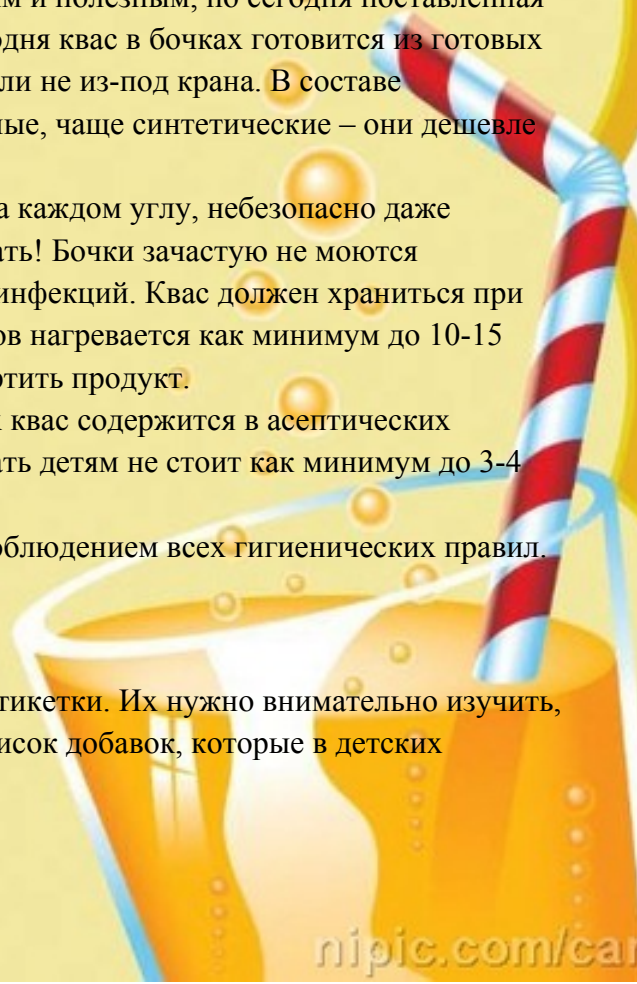 м и полезным, но сегодня поставленная
одня квас в бочках готовится из готовых
ли не из-под крана. В составе
ные, чаще синтетические – они дешевле
а каждом углу, небезопасно даже
ать! Бочки зачастую не моются
инфекций. Квас должен храниться при
ов нагревается как минимум до 10-15
ртить продукт.
к квас содержится в асептических
ать детям не стоит как минимум до 3-4
облюдением всех гигиенических правил.
тикетки. Их нужно внимательно изучить,
исок добавок, которые в детских
nipic.com/car